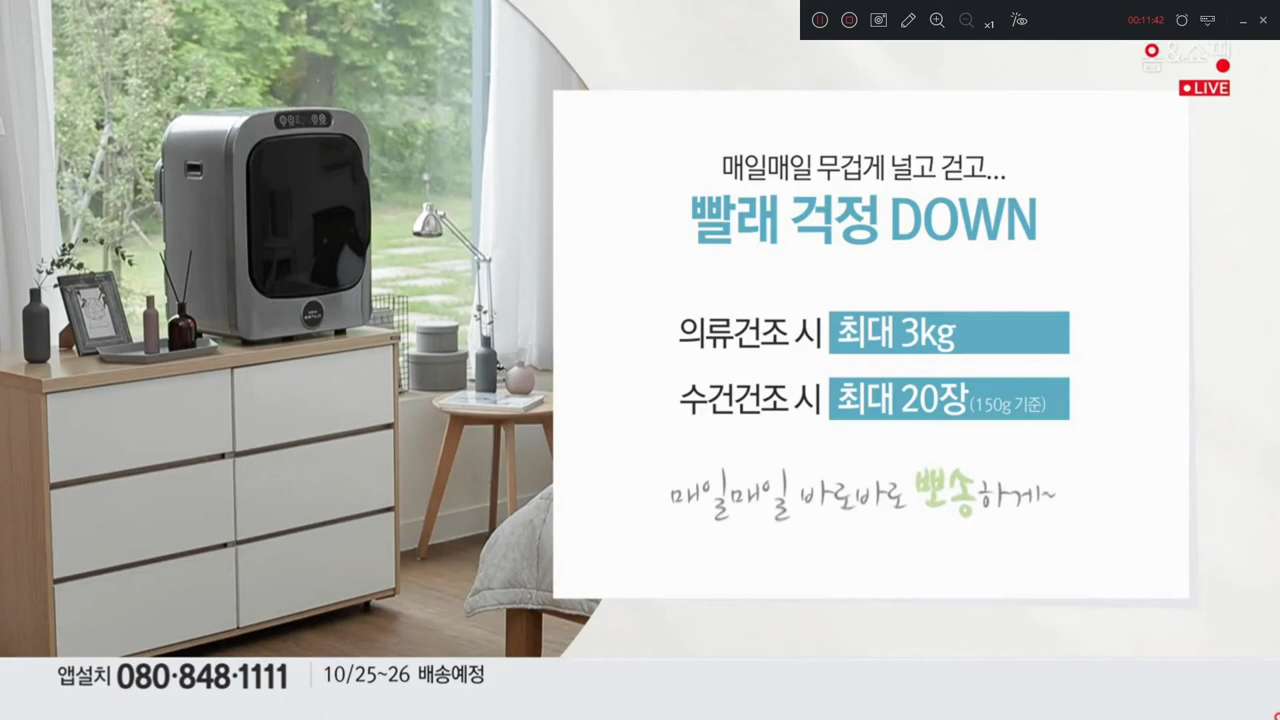 x1
00:11:42
홈&쇼핑
LIVE
매일매일 무겁게 널고 걷고...
빨래 걱정 DOWN
의류건조 시 최대 3kg
수건건조 시 최대 20장(150g 기준)
매일매일 바로바로 뽀송하게~
앱설치 080·848·1111 10/25~26 배송예정